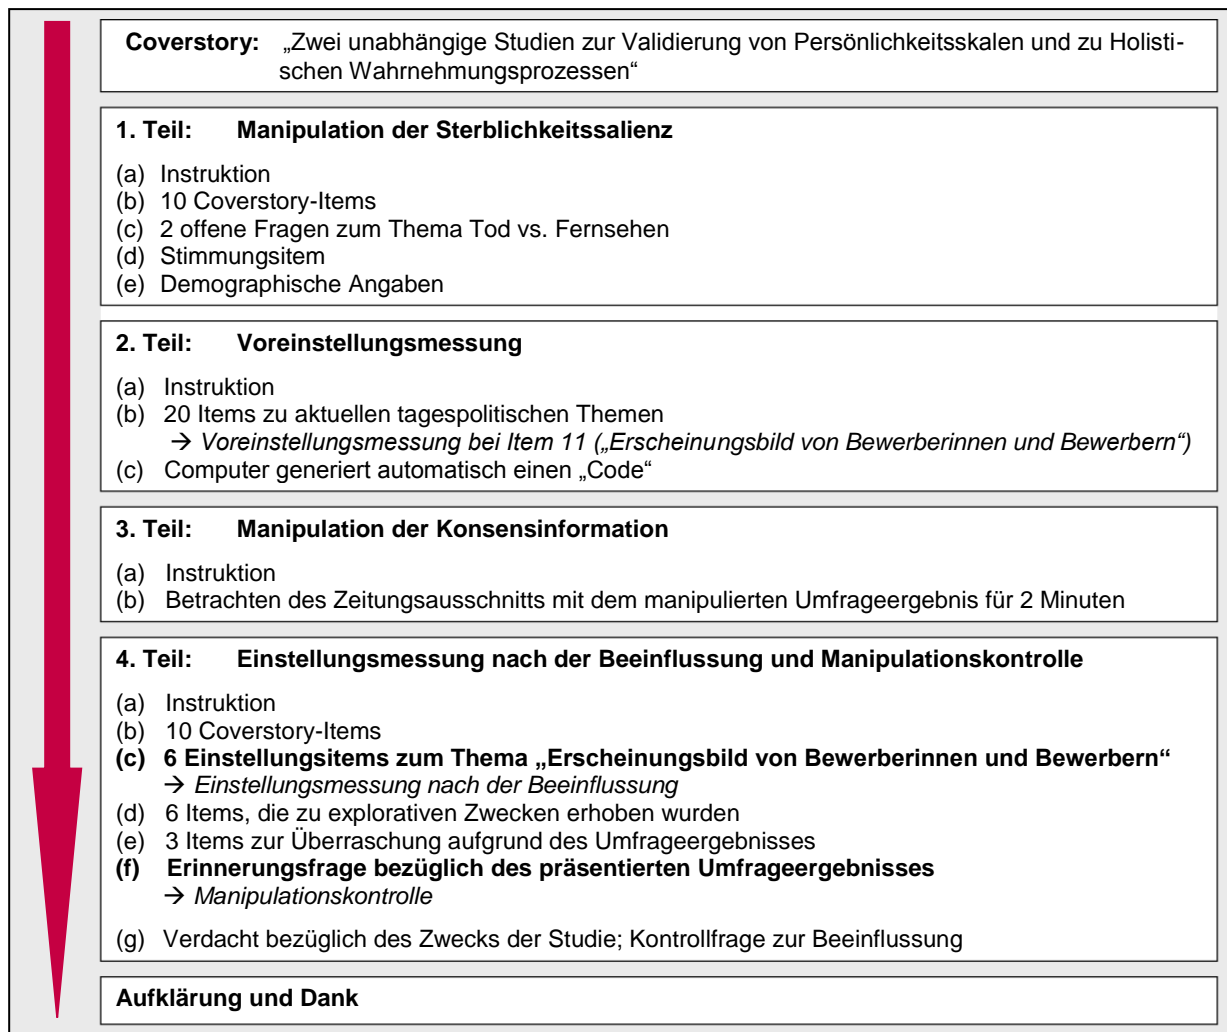 Coverstory: „Zwei unabhängige Studien zur Validierung von Persönlichkeitsskalen und zu Holisti-
schen Wahrnehmungsprozessen“
1. Teil: Manipulation der Sterblichkeitssalienz
(a) Instruktion
(b) 10 Coverstory-Items
(c) 2 offene Fragen zum Thema Tod vs. Fernsehen
(d) Stimmungsitem
(e) Demographische Angaben
2. Teil: Voreinstellungsmessung
(a) Instruktion
(b) 20 Items zu aktuellen tagespolitischen Themen
→ Voreinstellungsmessung bei Item 11 („Erscheinungsbild von Bewerberinnen und Bewerbern“)
(c) Computer generiert automatisch einen „Code“
3. Teil: Manipulation der Konsensinformation
(a) Instruktion
(b) Betrachten des Zeitungsausschnitts mit dem manipulierten Umfrageergebnis für 2 Minuten
4. Teil: Einstellungsmessung nach der Beeinflussung und Manipulationskontrolle
(a) Instruktion
(b) 10 Coverstory-Items
(c) 6 Einstellungsitems zum Thema „Erscheinungsbild von Bewerberinnen und Bewerbern“
→ Einstellungsmessung nach der Beeinflussung
(d) 6 Items, die zu explorativen Zwecken erhoben wurden
(e) 3 Items zur Überraschung aufgrund des Umfrageergebnisses
(f) Erinnerungsfrage bezüglich des präsentierten Umfrageergebnisses
→ Manipulationskontrolle
(g) Verdacht bezüglich des Zwecks der Studie; Kontrollfrage zur Beeinflussung
Aufklärung und Dank